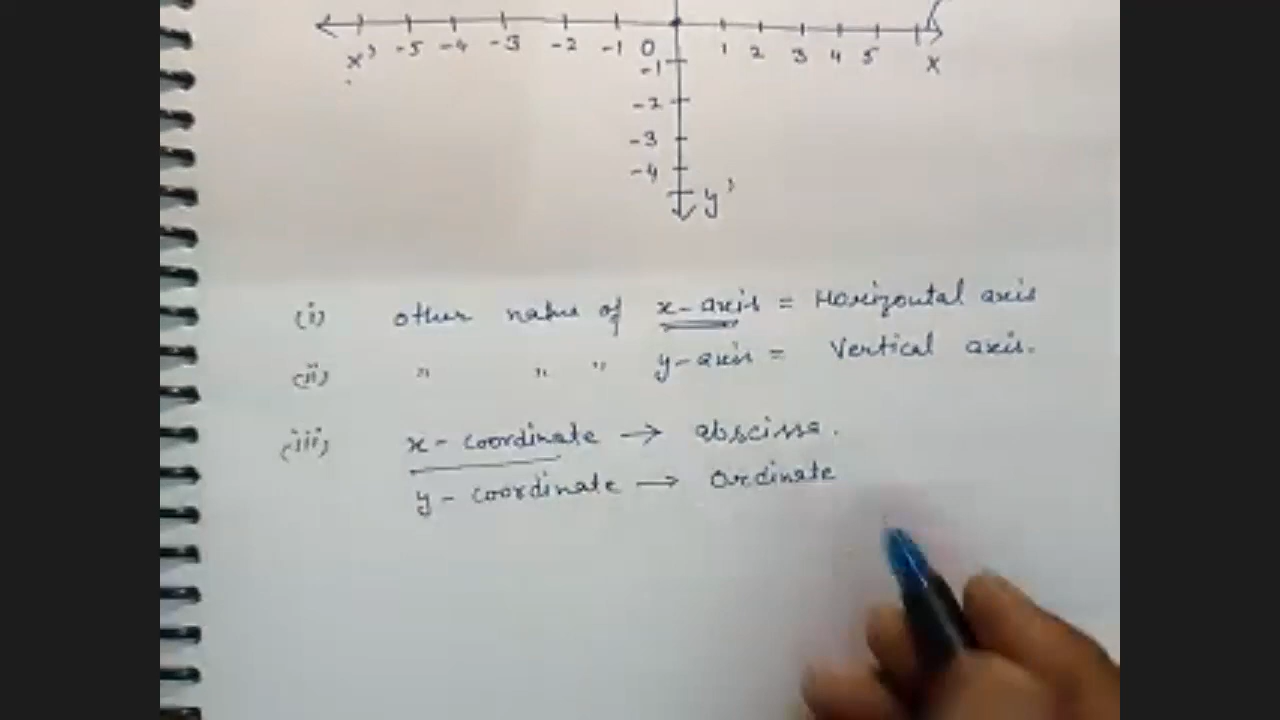 x' -5 -4 -3 -2 -1 0 1 2 3 4 5 x
-1
-2
-3
-4
y'
(i) other name of x-axis = Horizontal axis
(ii) " " " y-axis = Vertical axis.
(iii) x-coordinate → abscissa.
y-coordinate → ordinate